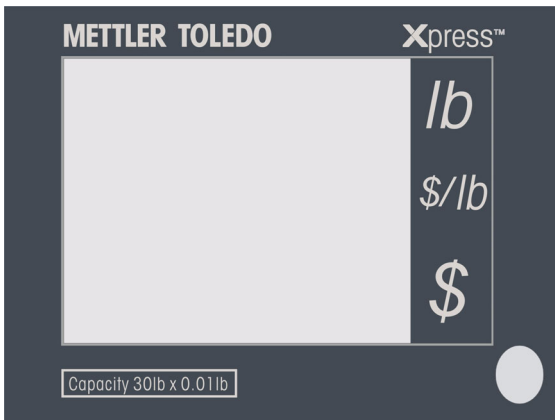 METTLER TOLEDO Xpress™
lb
$/lb
$
Capacity 30lb x 0.01lb